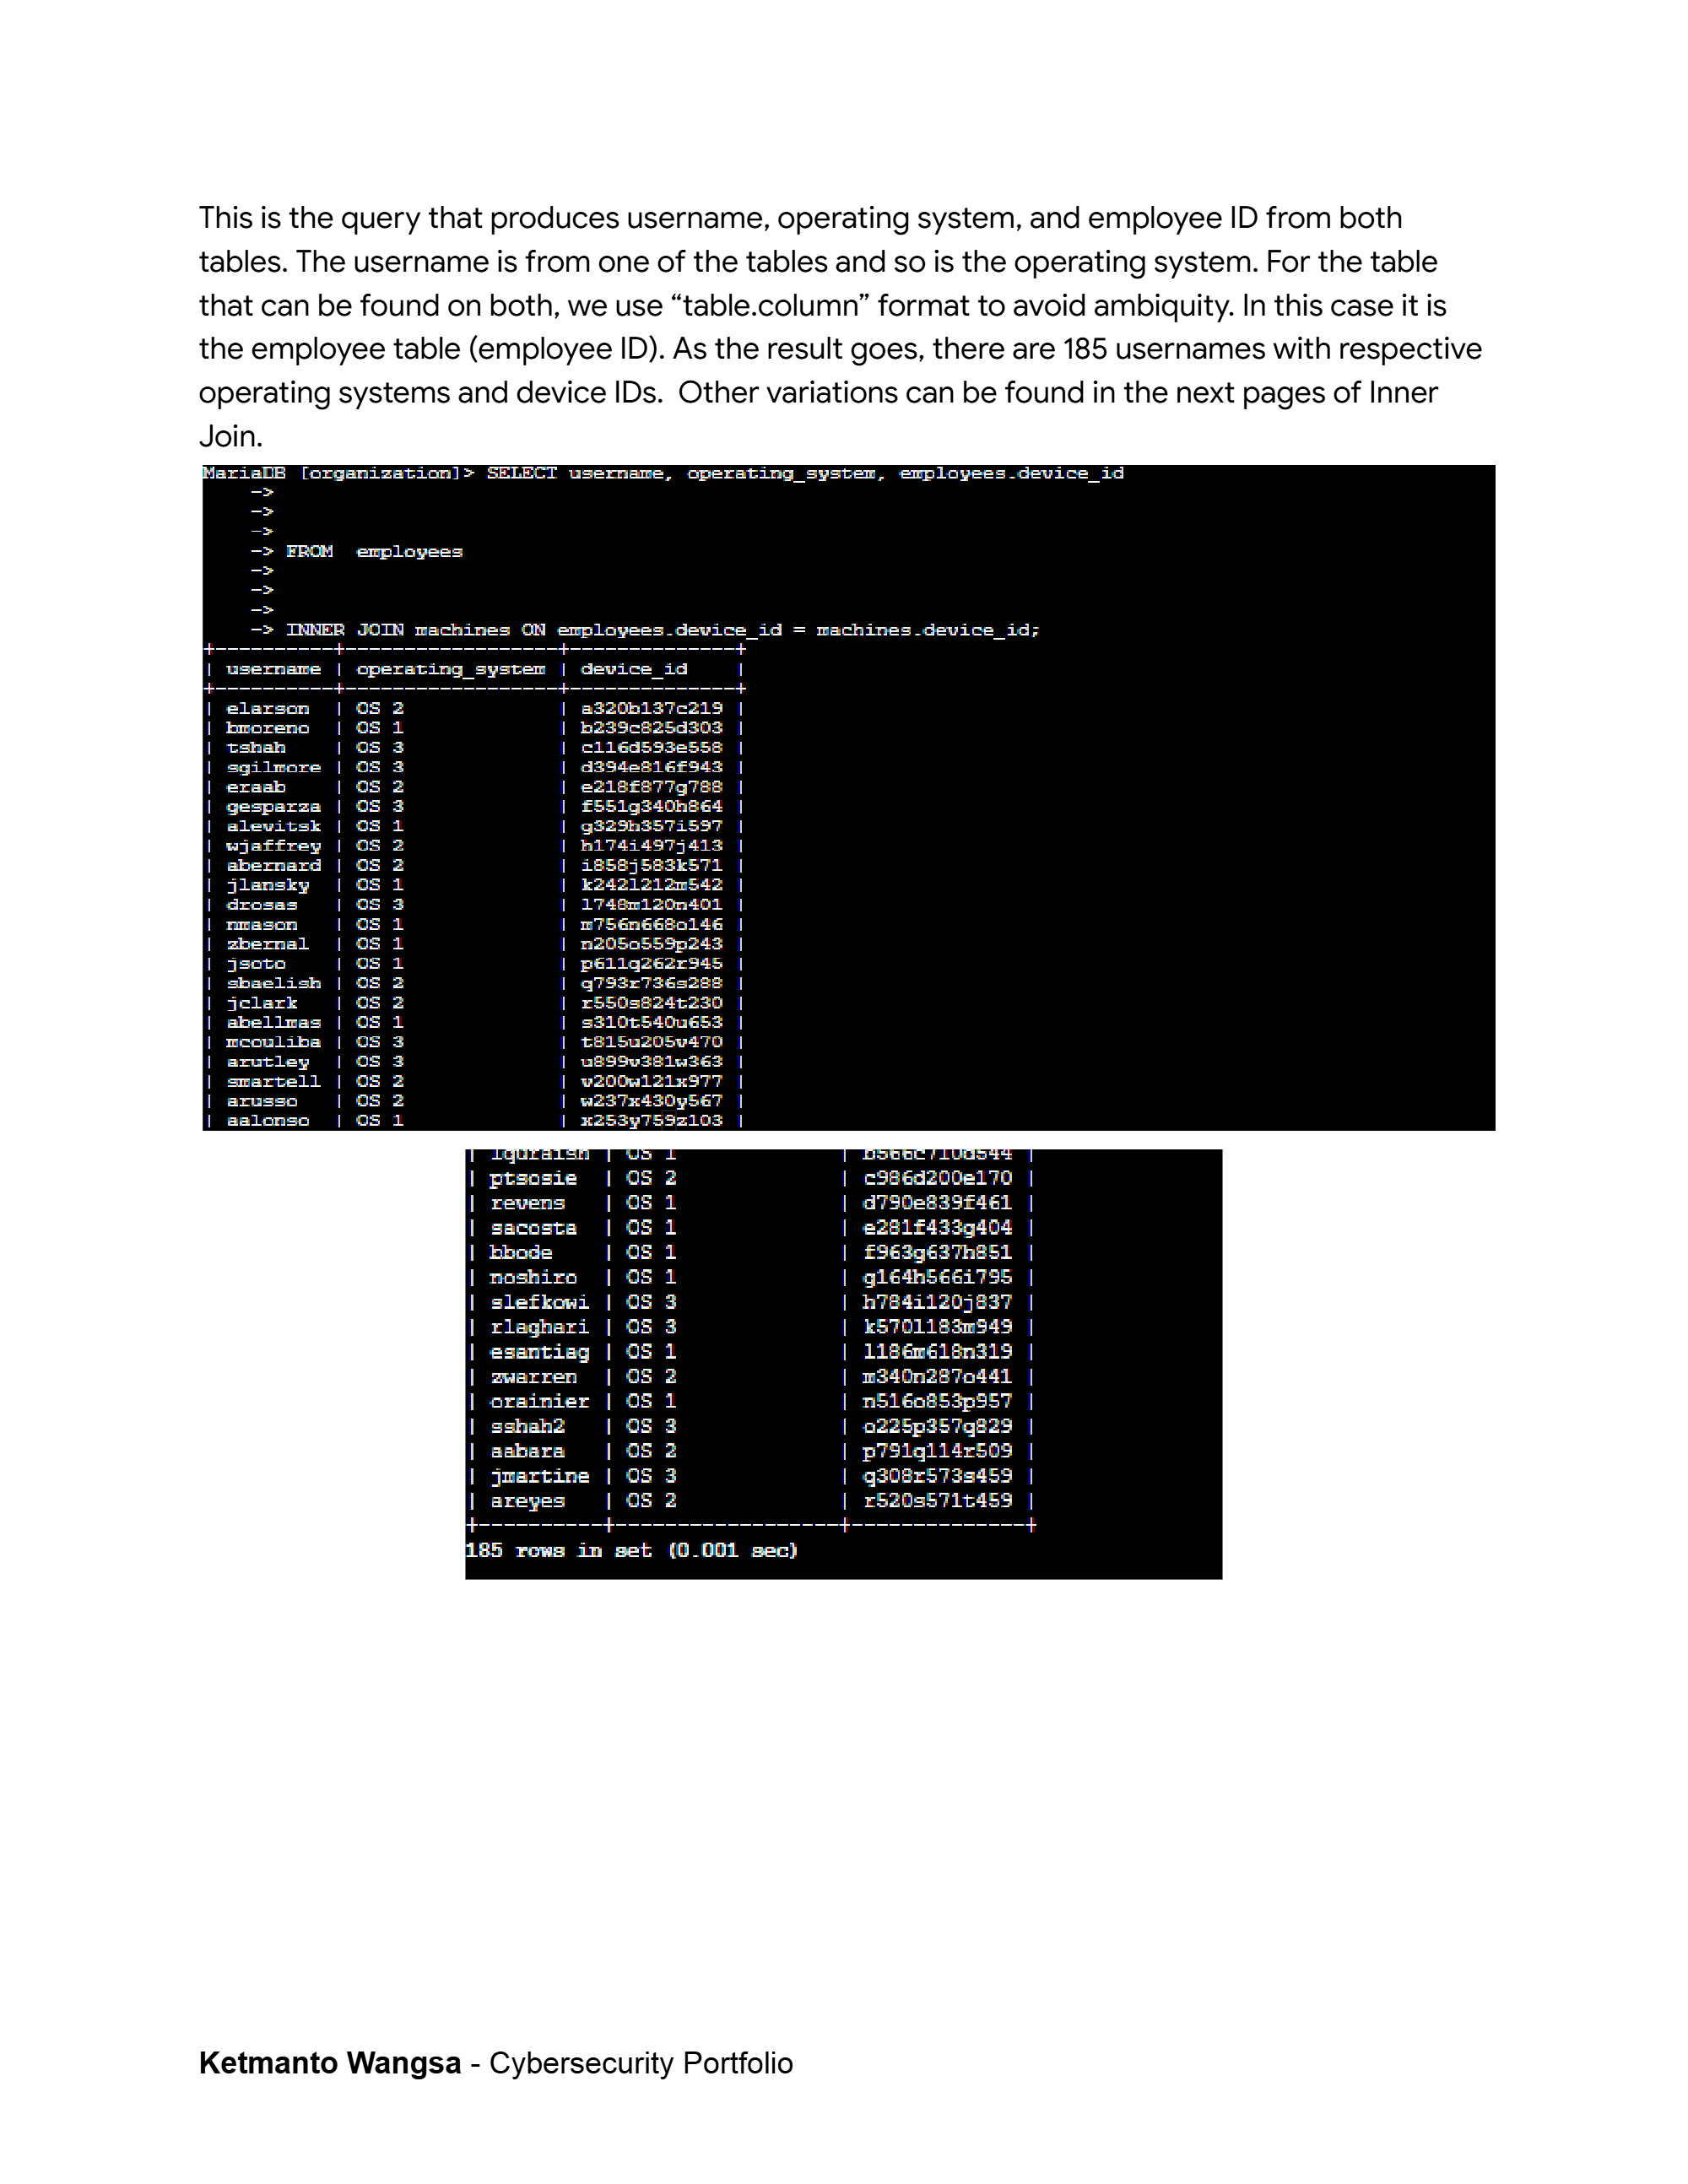 This is the query that produces username, operating system, and employee ID from both
tables. The username is from one of the tables and so is the operating system. For the table
that can be found on both, we use “table.column” format to avoid ambiquity. In this case it is
the employee table (employee ID). As the result goes, there are 185 usernames with respective
operating systems and device IDs.  Other variations can be found in the next pages of Inner
Join.
MariaDB [organization]> SELECT username, operating_system, employees.device_id
->
->
->
-> FROM  employees
->
->
->
-> INNER JOIN machines ON employees.device_id = machines.device_id;
+----------+------------------+--------------+
| username | operating_system | device_id    |
+----------+------------------+--------------+
| elarson  | OS 2             | a320b137c219 |
| bmoreno  | OS 1             | b239c825d303 |
| tshah    | OS 3             | c116d593e558 |
| sgilmore | OS 3             | d394e816f943 |
| eraab    | OS 2             | e218f877g788 |
| gesparza | OS 3             | f551g340h864 |
| alevitsk | OS 1             | g329h357i597 |
| wjaffrey | OS 2             | h174i497j413 |
| abernard | OS 2             | i858j583k571 |
| jlansky  | OS 1             | k242l212m542 |
| drosas   | OS 3             | l748m120n401 |
| nmason   | OS 1             | m756n668o146 |
| zbernal  | OS 1             | n205o559p243 |
| jsoto    | OS 1             | p611q262r945 |
| sbaelish | OS 2             | q793r736s288 |
| jclark   | OS 2             | r550s824t230 |
| abellmas | OS 1             | s310t540u653 |
| mcouliba | OS 3             | t815u205v470 |
| arutley  | OS 3             | u899v381w363 |
| smartell | OS 2             | v200w121x977 |
| arusso   | OS 2             | w237x430y567 |
| aalonso  | OS 1             | x253y759z103 |
| lquraish | OS 1             | b566c710d544 |
| ptsosie  | OS 2             | c986d200e170 |
| revens   | OS 1             | d790e839f461 |
| sacosta  | OS 1             | e281f433g404 |
| bbode    | OS 1             | f963g637h851 |
| noshiro  | OS 1             | g164h566i795 |
| slefkowi | OS 3             | h784i120j837 |
| rlaghari | OS 3             | k570l183m949 |
| esantiag | OS 1             | l186m618n319 |
| zwarren  | OS 2             | m340n287o441 |
| orainier | OS 1             | n516o853p957 |
| sshah2   | OS 3             | o225p357q829 |
| aabara   | OS 2             | p791q114r509 |
| jmartine | OS 3             | q308r573s459 |
| areyes   | OS 2             | r520s571t459 |
+----------+------------------+--------------+
185 rows in set (0.001 sec)
Ketmanto Wangsa - Cybersecurity Portfolio